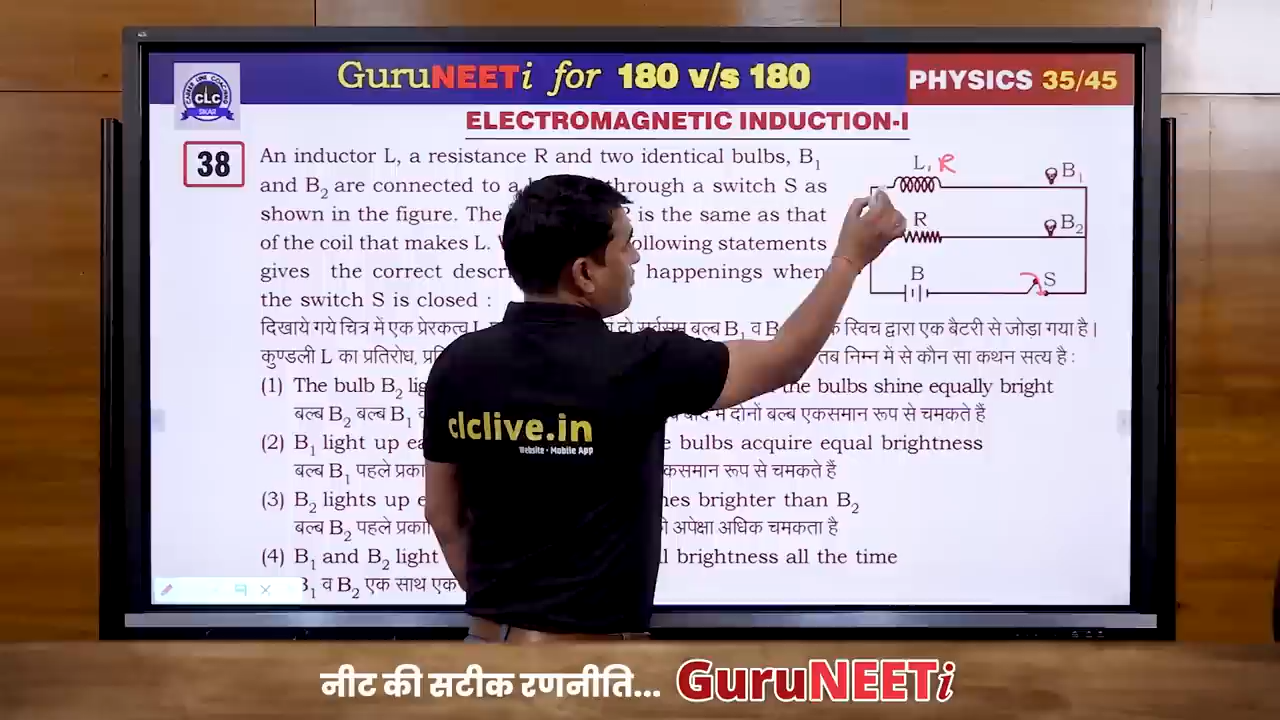 GuruNEETi for 180 v/s 180
PHYSICS 35/45
CLC
SIKAR
ELECTROMAGNETIC INDUCTION-I
38
An inductor L, a resistance R and two identical bulbs, B1
and B2 are connected to a through a switch S as
shown in the figure. The R is the same as that
of the coil that makes L. following statements
gives the correct happenings when
the switch S is closed :
दिखाये गये चित्र में एक प्रेरकत्व दो सर्वसम बल्ब B1 व स्विच द्वारा एक बैटरी से जोड़ा गया है।
कुण्डली L का प्रतिरोध, तब निम्न में से कौन सा कथन सत्य है :
(1) The bulb B2 the bulbs shine equally bright
बल्ब B2 बल्ब B1 बाद में दोनों बल्ब एकसमान रूप से चमकते हैं
(2) B1 light up bulbs acquire equal brightness
बल्ब B1 पहले रूप से चमकते हैं
(3) B2 lights up brighter than B2
बल्ब B2 पहले अपेक्षा अधिक चमकता है
(4) B1 and B2 light brightness all the time
B1 व B2 एक साथ एक
L, R
B1
R
B2
B
S
clclive.in
Website • Mobile App
नीट की सटीक रणनीति... GuruNEETi